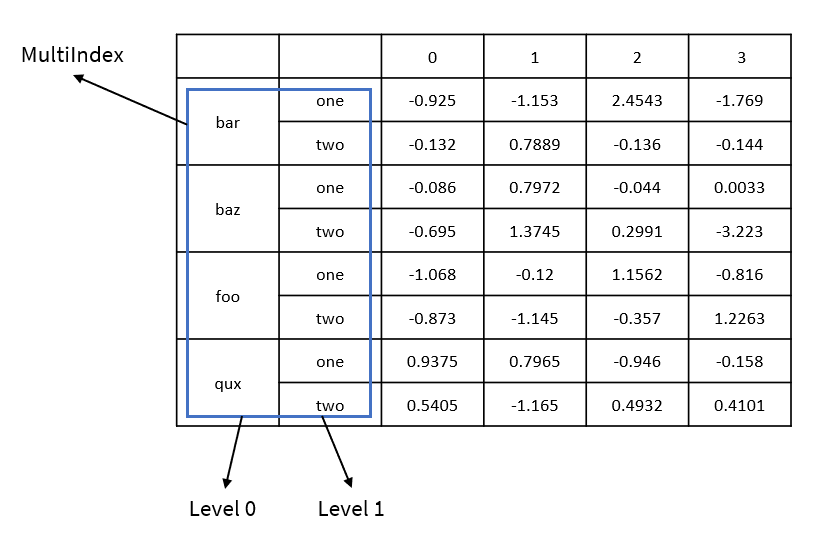 MultiIndex
0 1 2 3
bar one -0.925 -1.153 2.4543 -1.769
two -0.132 0.7889 -0.136 -0.144
baz one -0.086 0.7972 -0.044 0.0033
two -0.695 1.3745 0.2991 -3.223
foo one -1.068 -0.12 1.1562 -0.816
two -0.873 -1.145 -0.357 1.2263
qux one 0.9375 0.7965 -0.946 -0.158
two 0.5405 -1.165 0.4932 0.4101
Level 0 Level 1